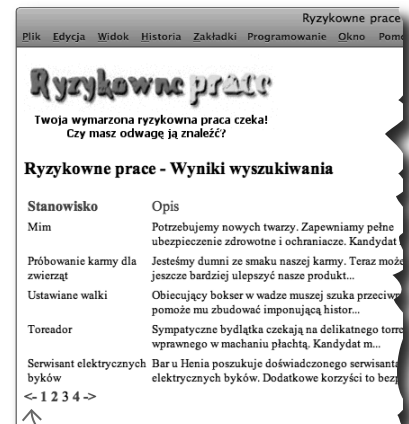 Ryzykowne prace
Plik Edycja Widok Historia Zakładki Programowanie Okno Pomo
Ryzykowne prace
Twoja wymarzona ryzykowna praca czeka!
Czy masz odwagę ją znaleźć?
Ryzykowne prace - Wyniki wyszukiwania
Stanowisko Opis
Mim Potrzebujemy nowych twarzy. Zapewniamy pełne
ubezpieczenie zdrowotne i ochraniacze. Kandydat
Próbowanie karmy dla Jesteśmy dumni ze smaku naszej karmy. Teraz może
zwierząt jeszcze bardziej ulepszyć nasze produkt...
Ustawiane walki Obiecujący bokser w wadze muszej szuka przeciwn
pomoże mu zbudować imponującą histor...
Toreador Sympatyczne bydlątka czekają na delikatnego torre
wprawnego w machaniu płachtą. Kandydat m...
Serwisant elektrycznych Bar u Henia poszukuje doświadczonego serwisanta
byków elektrycznych byków. Dodatkowe korzyści to bezp
<- 1 2 3 4 ->